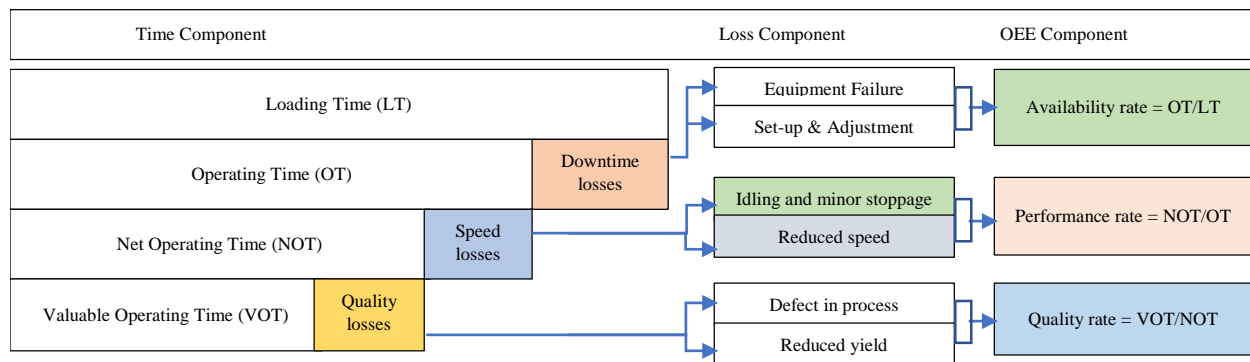 Time Component
Loss Component
OEE Component
Loading Time (LT)
Equipment Failure
Set-up & Adjustment
Availability rate = OT/LT
Operating Time (OT)
Downtime
losses
Idling and minor stoppage
Reduced speed
Performance rate = NOT/OT
Net Operating Time (NOT)
Speed
losses
Valuable Operating Time (VOT)
Quality
losses
Defect in process
Reduced yield
Quality rate = VOT/NOT